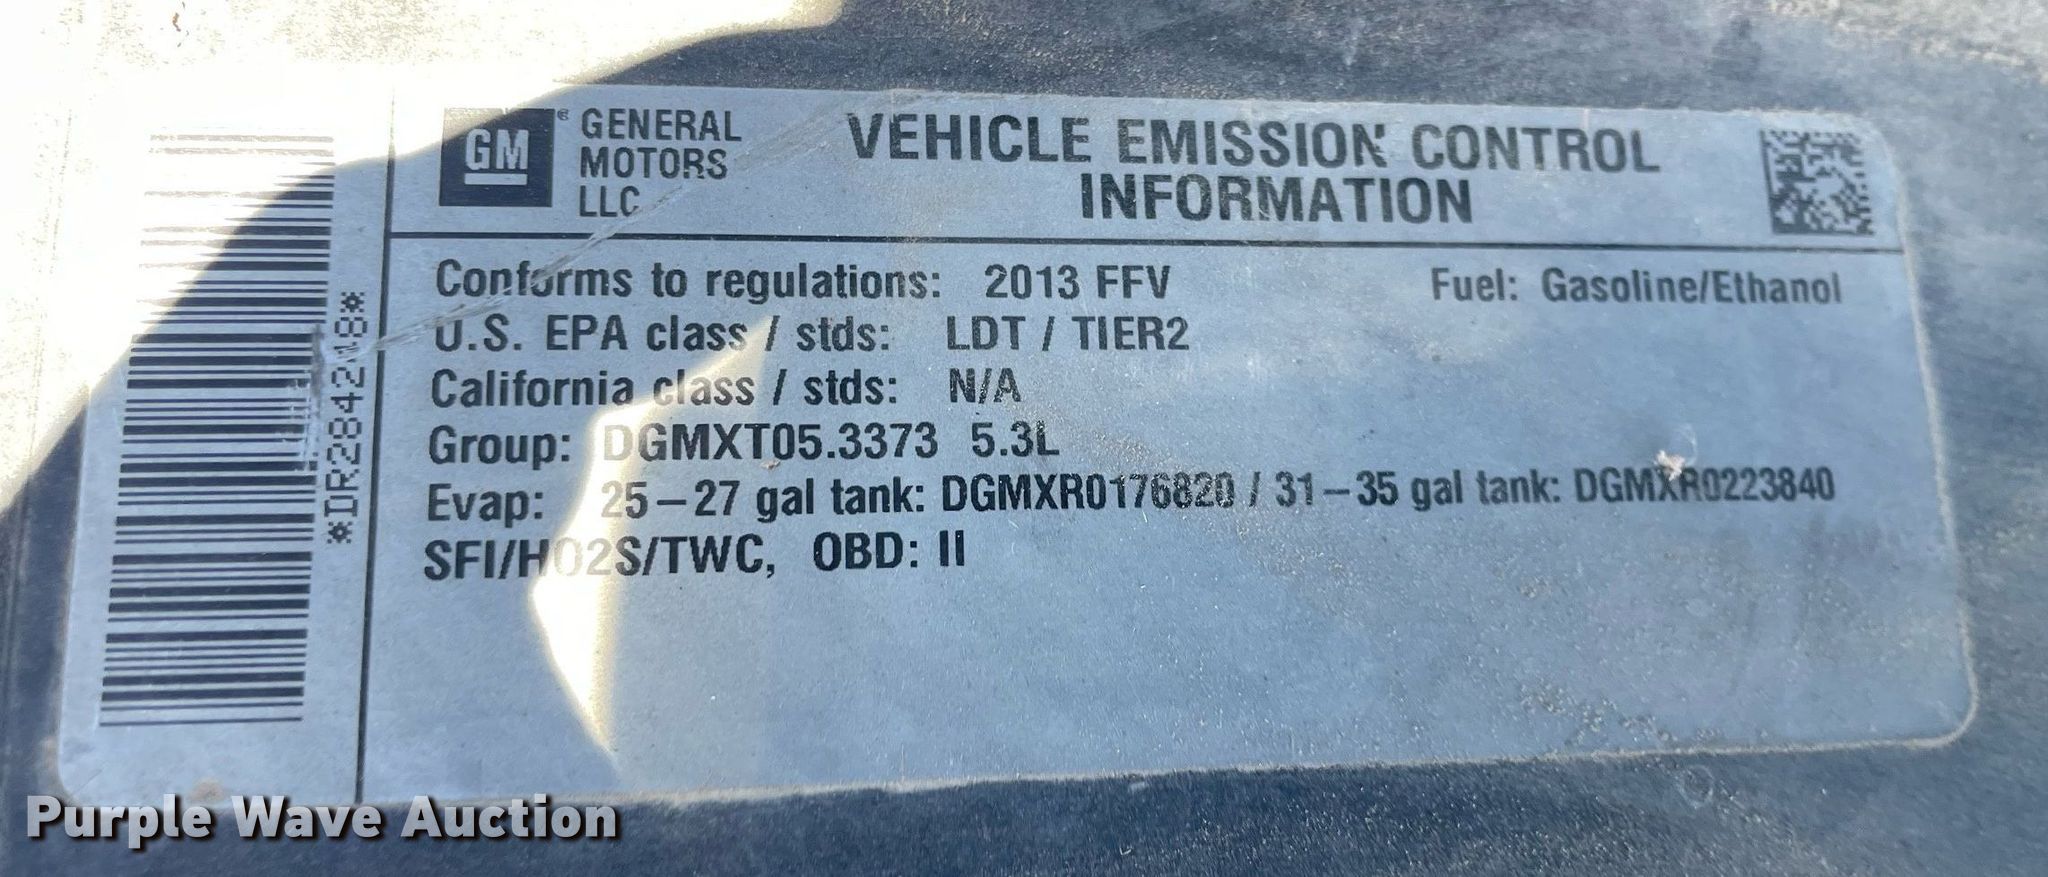 GM
® GENERAL
MOTORS
LLC
VEHICLE EMISSION CONTROL
INFORMATION
Conforms to regulations: 2013 FFV Fuel: Gasoline/Ethanol
U.S. EPA class / stds: LDT / TIER2
California class / stds: N/A
Group: DGMXT05.3373 5.3L
Evap: 25–27 gal tank: DGMXR0176820 / 31–35 gal tank: DGMXR0223840
SFI/HO2S/TWC, OBD: II
Purple Wave Auction